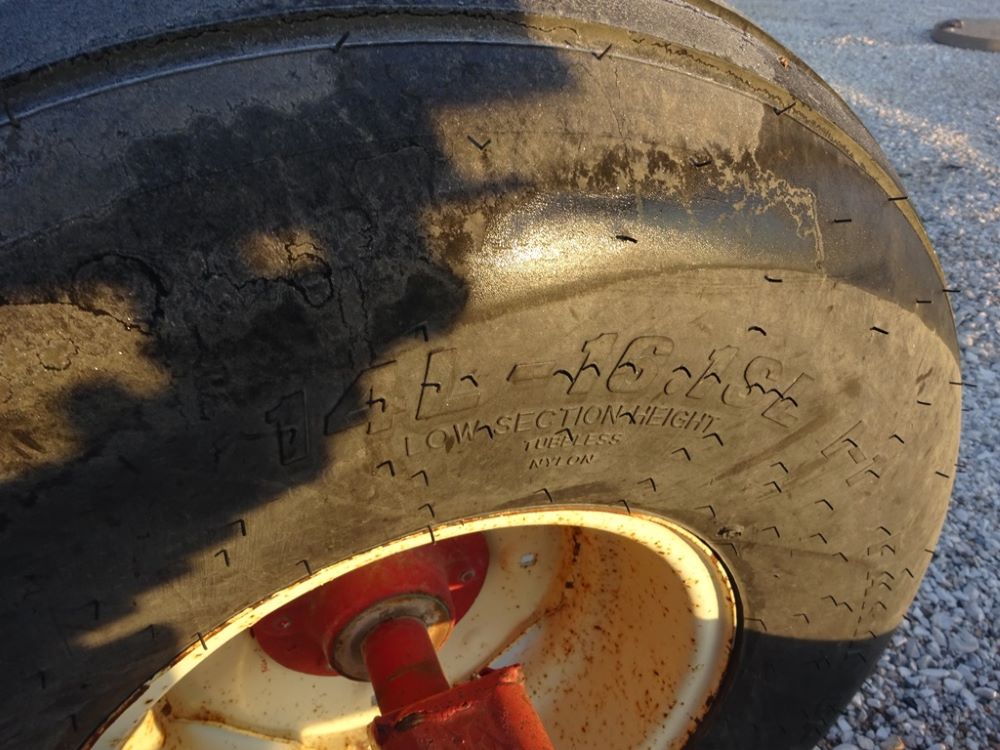 14L - 16.1SL
LOW SECTION HEIGHT
TUBELESS
NYLON